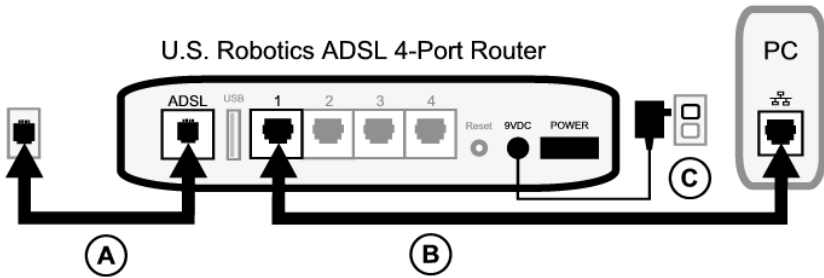 U.S. Robotics ADSL 4-Port Router
PC
ADSL USB 1 2 3 4 Reset 9VDC POWER
A B C